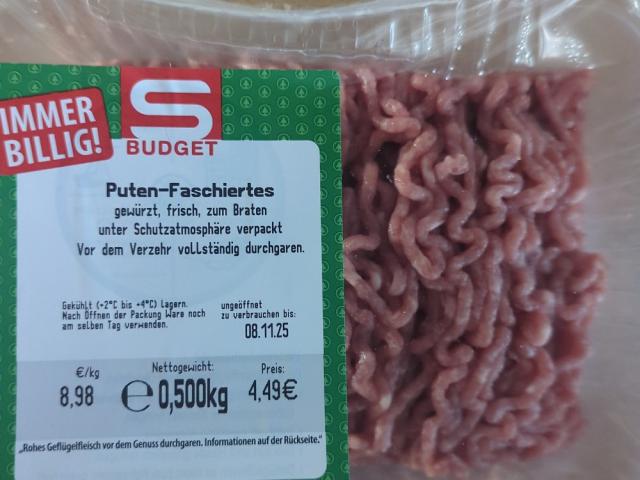 IMMER
BILLIG!
S
BUDGET
Puten-Faschiertes
gewürzt, frisch, zum Braten
unter Schutzatmosphäre verpackt
Vor dem Verzehr vollständig durchgaren.
Gekühlt (+2°C bis +4°C) lagern.
Nach Öffnen der Packung Ware noch
am selben Tag verwenden.
ungeöffnet
zu verbrauchen bis:
08.11.25
€/kg
8,98
Nettogewicht:
℮ 0,500kg
Preis:
4,49€
„Rohes Geflügelfleisch vor dem Genuss durchgaren. Informationen auf der Rückseite.“